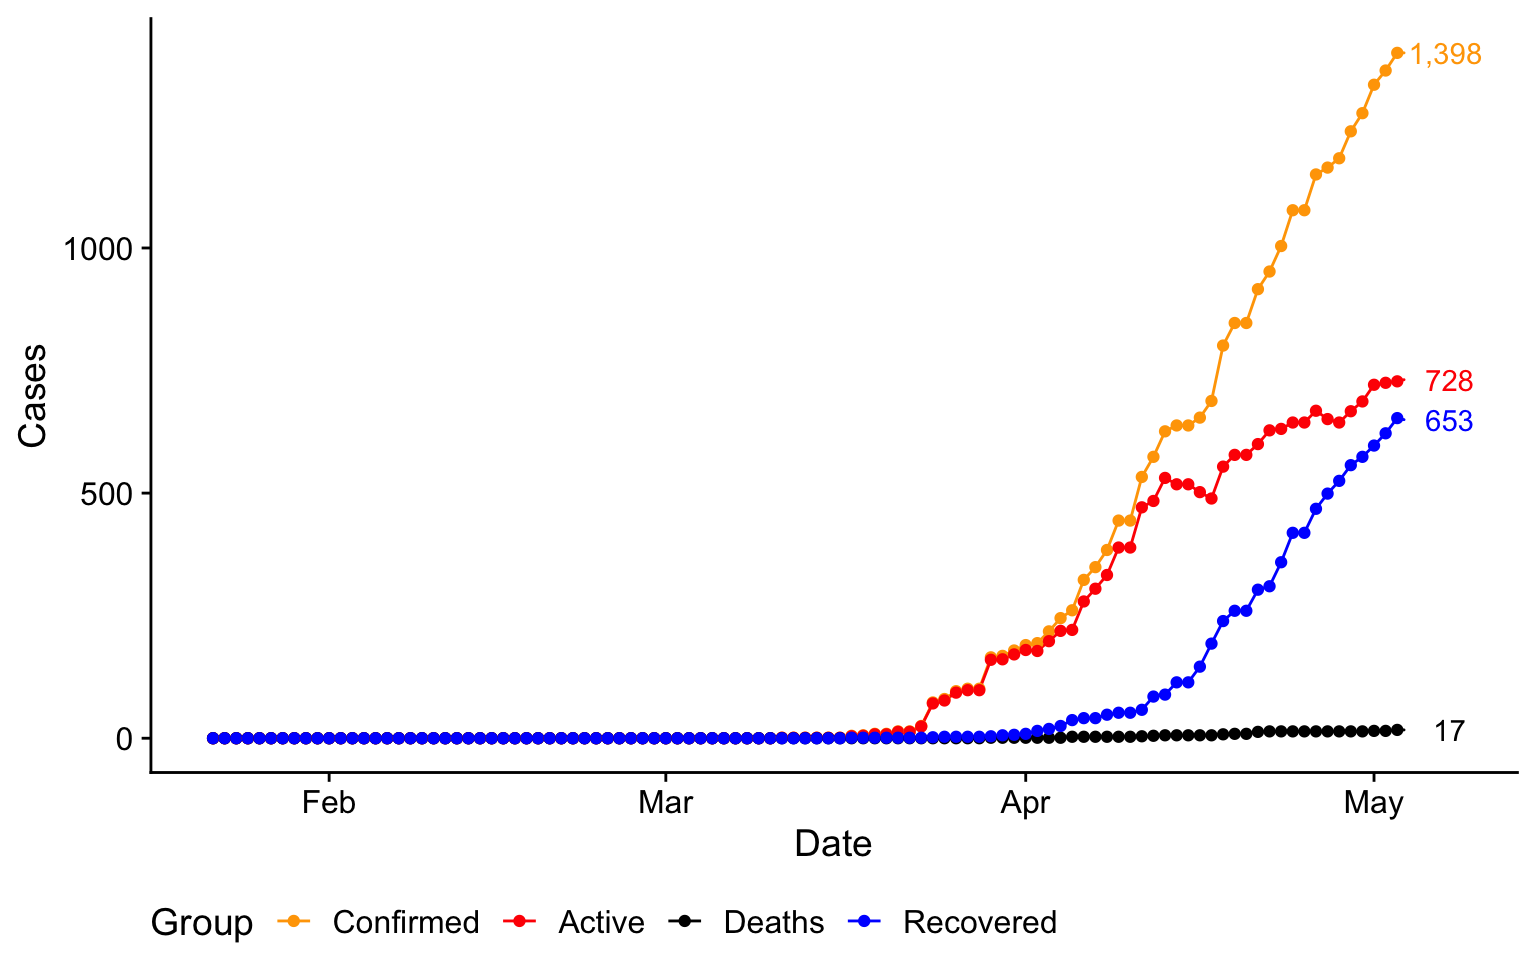 1,398
1000
728
653
500
17
0
Cases
Feb Mar Apr May
Date
Group Confirmed Active Deaths Recovered